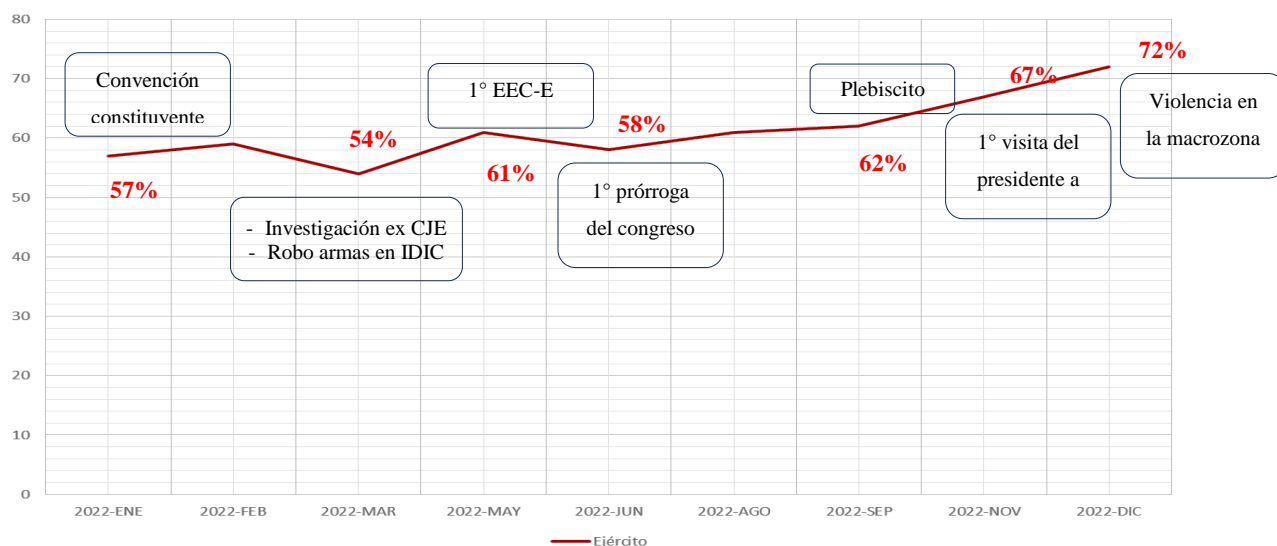 80
70
60
50
40
30
20
10
0
Convención
constituyente
57%
54%
- Investigación ex CJE
- Robo armas en IDIC
1° EEC-E
61%
58%
1° prórroga
del congreso
Plebiscito
62%
67%
1° visita del
presidente a
72%
Violencia en
la macrozona
2022-ENE 2022-FEB 2022-MAR 2022-MAY 2022-JUN 2022-AGO 2022-SEP 2022-NOV 2022-DIC
Ejército